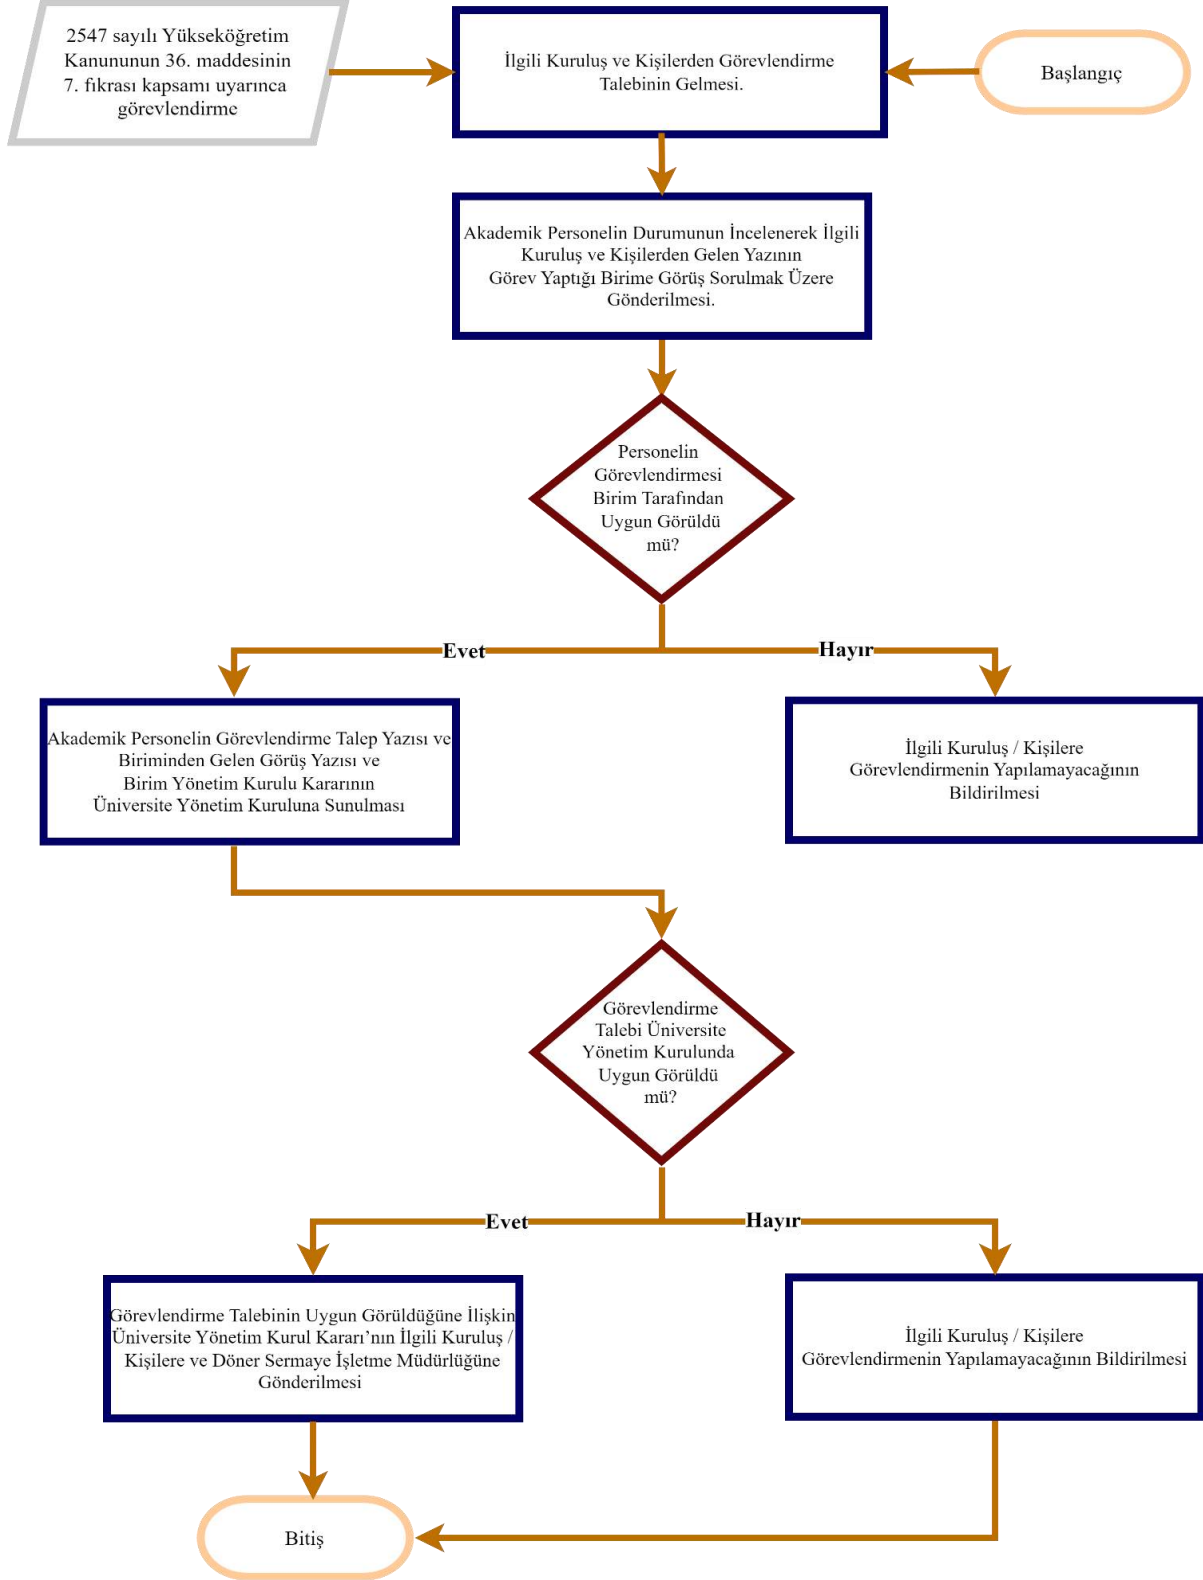 2547 sayılı Yükseköğretim
Kanununun 36. maddesinin
7. fıkrası kapsamı uyarınca
görevlendirme
İlgili Kuruluş ve Kişilerden Görevlendirme
Talebinin Gelmesi.
Başlangıç
Akademik Personelin Durumunun İncelenerek İlgili
Kuruluş ve Kişilerden Gelen Yazının
Görev Yaptığı Birime Görüş Sorulmak Üzere
Gönderilmesi.
Personelin
Görevlendirmesi
Birim Tarafından
Uygun Görüldü
mü?
Evet
Hayır
Akademik Personelin Görevlendirme Talep Yazısı ve
Biriminden Gelen Görüş Yazısı ve
Birim Yönetim Kurulu Kararının
Üniversite Yönetim Kuruluna Sunulması
İlgili Kuruluş / Kişilere
Görevlendirmenin Yapılamayacağının
Bildirilmesi
Görevlendirme
Talebi Üniversite
Yönetim Kurulunda
Uygun Görüldü
mü?
Evet
Hayır
Görevlendirme Talebinin Uygun Görüldüğüne İlişkin
Üniversite Yönetim Kurul Kararı’nın İlgili Kuruluş /
Kişilere ve Döner Sermaye İşletme Müdürlüğüne
Gönderilmesi
İlgili Kuruluş / Kişilere
Görevlendirmenin Yapılamayacağının Bildirilmesi
Bitiş